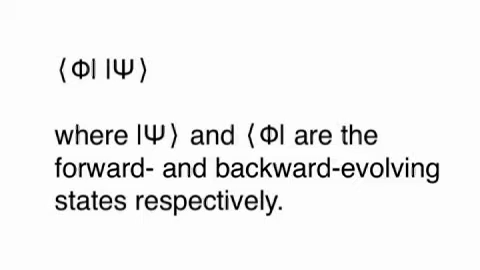 ⟨Φ| |Ψ⟩
where |Ψ⟩ and ⟨Φ| are the
forward- and backward-evolving
states respectively.